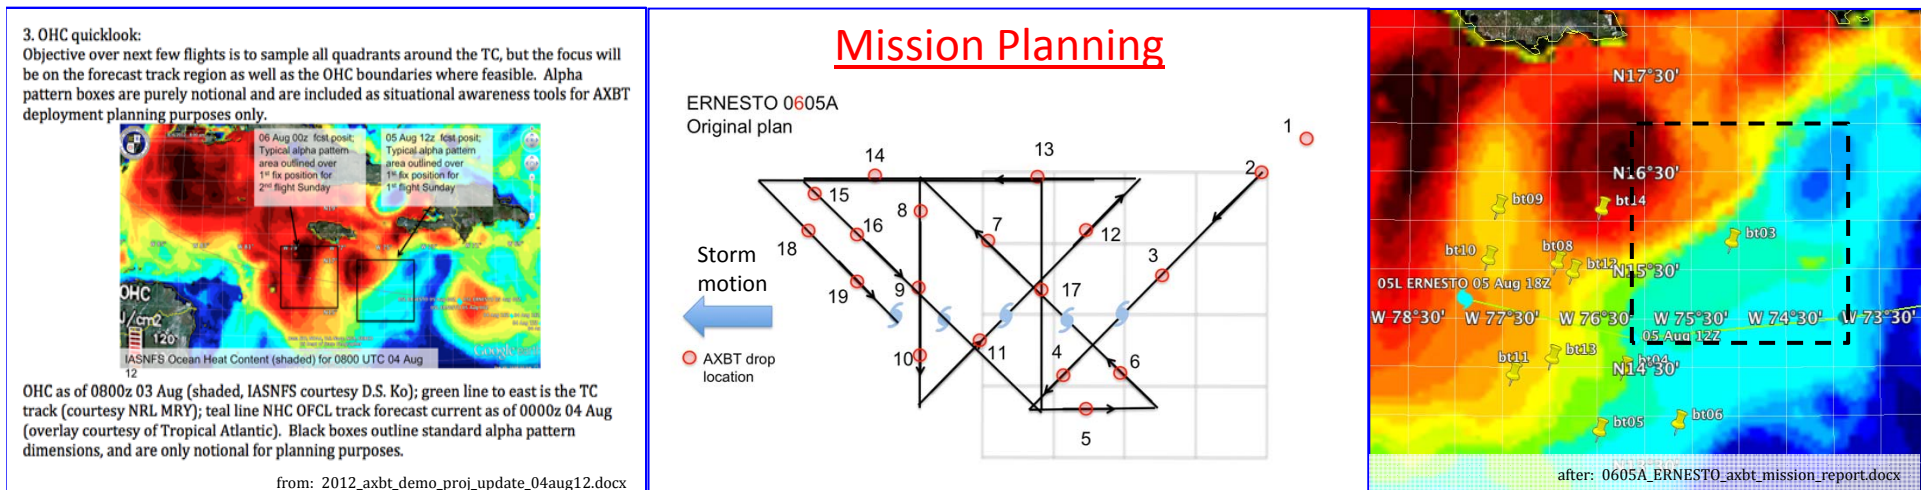 3. OHC quicklook:
Objective over next few flights is to sample all quadrants around the TC, but the focus will
be on the forecast track region as well as the OHC boundaries where feasible. Alpha
pattern boxes are purely notional and are included as situational awareness tools for AXBT
deployment planning purposes only.
06 Aug 00z fcst posit;
Typical alpha pattern
area outlined over
1st fix position for
2nd flight Sunday
05 Aug 12z fcst posit;
Typical alpha pattern
area outlined over
1st fix position for
1st flight Sunday
OHC
J/cm2
120
IASNFS Ocean Heat Content (shaded) for 0800 UTC 04 Aug
12
OHC as of 0800z 03 Aug (shaded, IASNFS courtesy D.S. Ko); green line to east is the TC
track (courtesy NRL MRY); teal line NHC OFCL track forecast current as of 0000z 04 Aug
(overlay courtesy of Tropical Atlantic). Black boxes outline standard alpha pattern
dimensions, and are only notional for planning purposes.
from: 2012_axbt_demo_proj_update_04aug12.docx
Mission Planning
ERNESTO 0605A
Original plan
1
2
13
14
15
8
16
7
12
18
3
Storm
motion
19
9
17
10
11
4
6
AXBT drop
location
5
N17°30'
N16°30'
bt09
bt14
bt03
bt10
bt08
bt12
N15°30'
05L ERNESTO 05 Aug 18Z
W 78°30'
W 77°30'
W 76°30'
W 75°30'
W 74°30'
W 73°30'
05 Aug 12Z
bt11
bt13
bt04
N14°30'
bt05
bt06
after: 0605A_ERNESTO_axbt_mission_report.docx